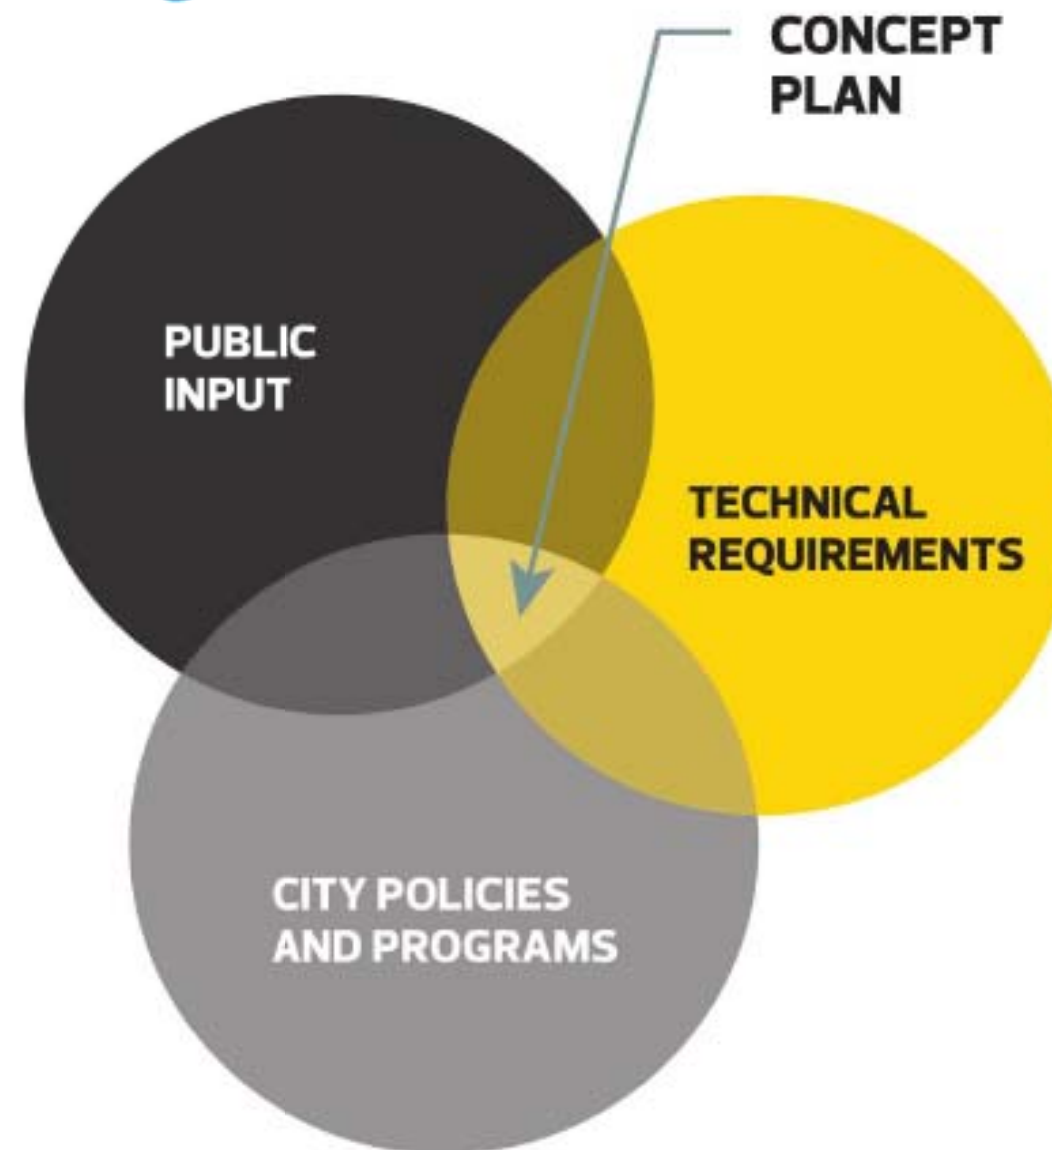 CONCEPT
PLAN
PUBLIC
INPUT
TECHNICAL
REQUIREMENTS
CITY POLICIES
AND PROGRAMS